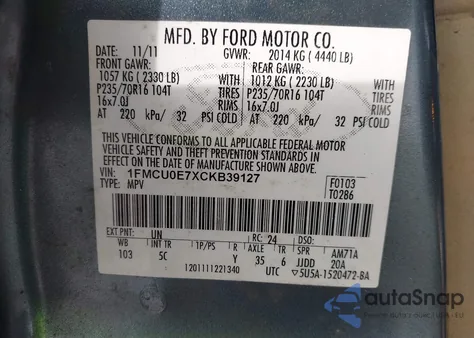 MFD. BY FORD MOTOR CO.
DATE: 11/11 GVWR: 2014 KG ( 4440 LB)
FRONT GAWR: REAR GAWR:
1057 KG ( 2330 LB) WITH 1012 KG ( 2230 LB) WITH
P235/70R16 104T TIRES P235/70R16 104T TIRES
16x7.0J RIMS 16x7.0J RIMS
AT 220 kPa/ 32 PSI COLD AT 220 kPa/ 32 PSI COLD
THIS VEHICLE CONFORMS TO ALL APPLICABLE FEDERAL MOTOR
VEHICLE SAFETY AND THEFT PREVENTION STANDARDS IN EFFECT
ON THE DATE OF MANUFACTURE SHOWN ABOVE.
VIN: 1FMCU0E7XCKB39127 F0103
TYPE: MPV T0286
EXT PNT: UN RC: 24 DSO:
WB INT TR 1P/PS R AXLE TR SPR AM71A
103 5C Y 35 6 JJDD 20A
1201111221340 UTC ▽5U5A-1520472-BA
autoSnap